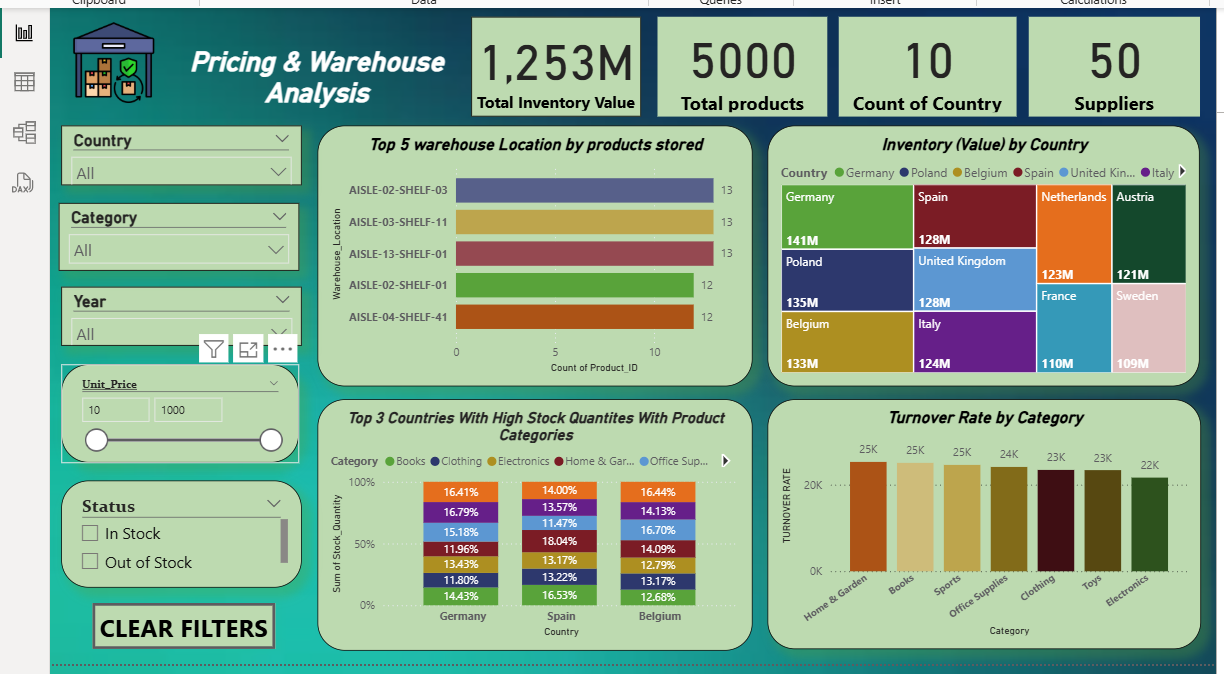 Clipboard
Data
Queries
Insert
Calculations
DAX
Pricing & Warehouse
Analysis
1,253M
Total Inventory Value
5000
Total products
10
Count of Country
50
Suppliers
Country
All
Category
All
Year
All
Unit_Price
10
1000
Status
In Stock
Out of Stock
CLEAR FILTERS
Top 5 warehouse Location by products stored
Warehouse_Location
AISLE-02-SHELF-03
13
AISLE-03-SHELF-11
13
AISLE-13-SHELF-01
13
AISLE-02-SHELF-01
12
AISLE-04-SHELF-41
12
0 5 10
Count of Product_ID
Inventory (Value) by Country
Country Germany Poland Belgium Spain United Kin... Italy
Germany
141M
Poland
135M
Belgium
133M
Spain
128M
United Kingdom
128M
Italy
124M
Netherlands
123M
Austria
121M
France
110M
Sweden
109M
Top 3 Countries With High Stock Quantites With Product
Categories
Category Books Clothing Electronics Home & Gar... Office Sup...
Sum of Stock_Quantity
100%
50%
0%
16.41%
16.79%
15.18%
11.96%
13.43%
11.80%
14.43%
Germany
14.00%
13.57%
11.47%
18.04%
13.17%
13.22%
16.53%
Spain
16.44%
14.13%
16.70%
14.09%
12.79%
13.17%
12.68%
Belgium
Country
Turnover Rate by Category
TURNOVER RATE
20K
0K
25K
25K
25K
24K
23K
23K
22K
Home & Garden
Books
Sports
Office Supplies
Clothing
Toys
Electronics
Category